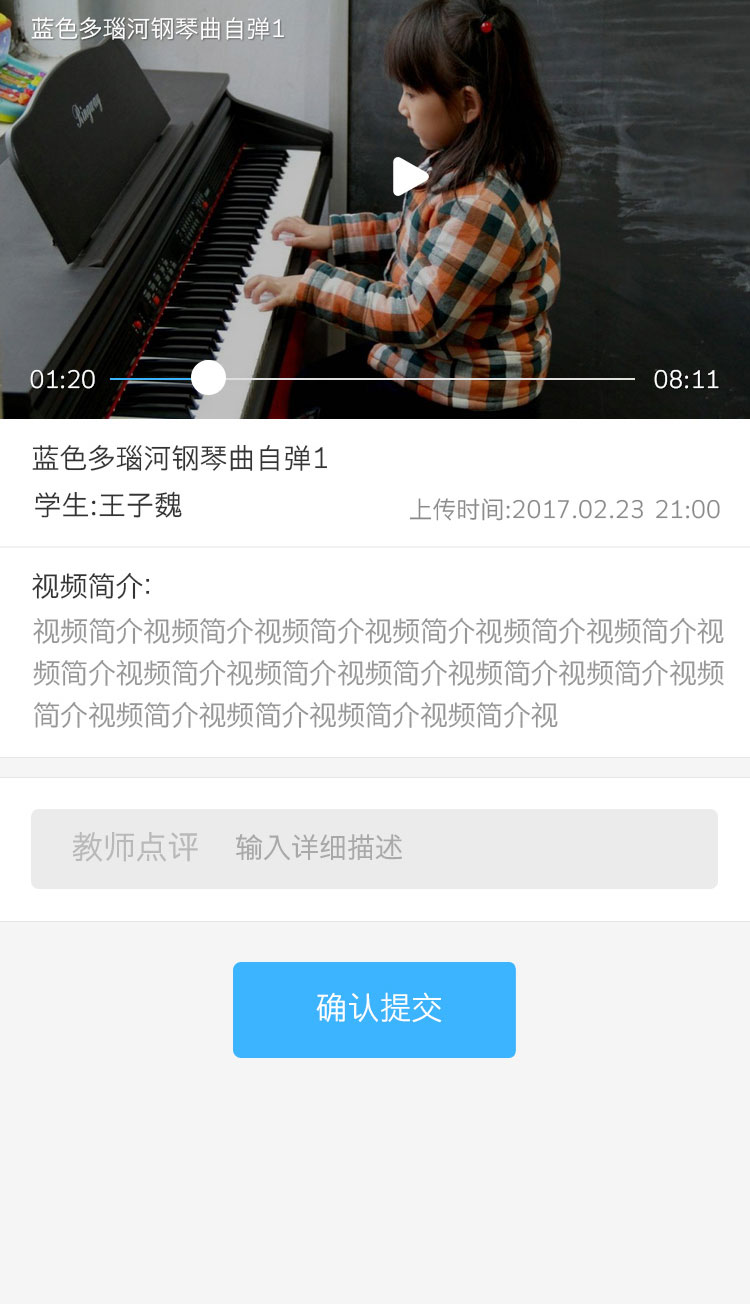 蓝色多瑙河钢琴曲自弹1
01:20
08:11
蓝色多瑙河钢琴曲自弹1
学生:王子魏
上传时间:2017.02.23 21:00
视频简介:
视频简介视频简介视频简介视频简介视频简介视频简介视
频简介视频简介视频简介视频简介视频简介视频简介视频
简介视频简介视频简介视频简介视频简介视
教师点评 输入详细描述
确认提交